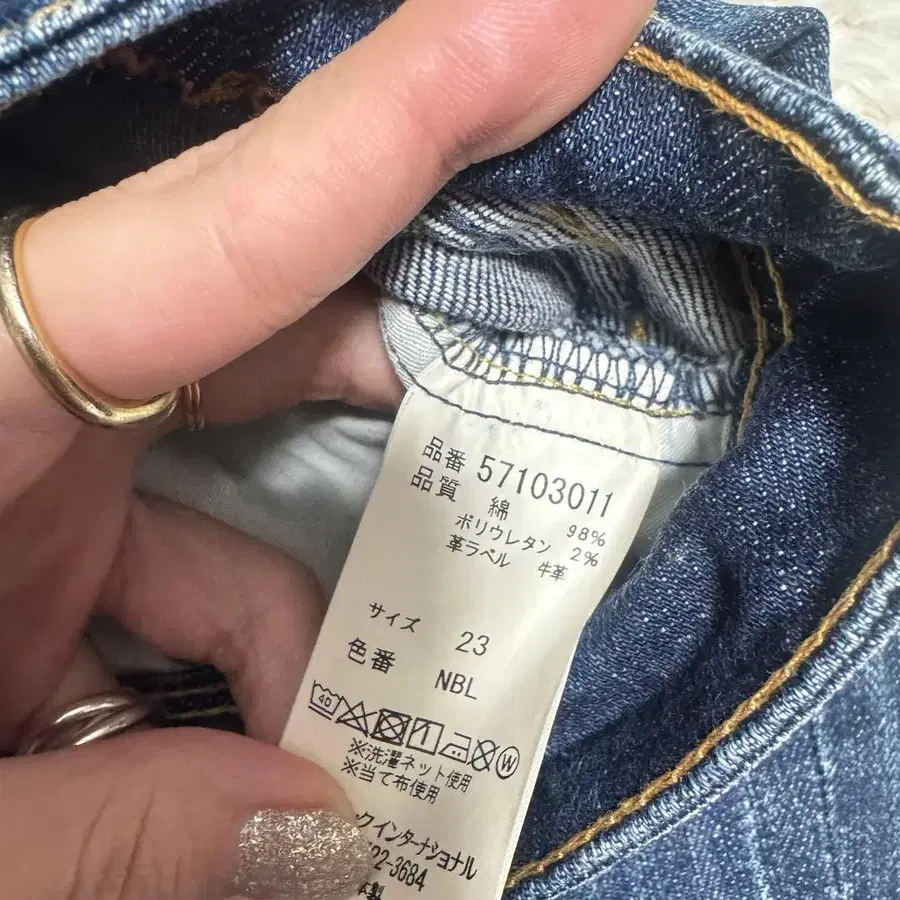 品番 57103011
品質 綿 98%
ポリウレタン 2%
革ラベル 牛革
サイズ 23
色番 NBL
40 W
※洗濯ネット使用
※当て布使用
クインターナショナル
22-3684
製